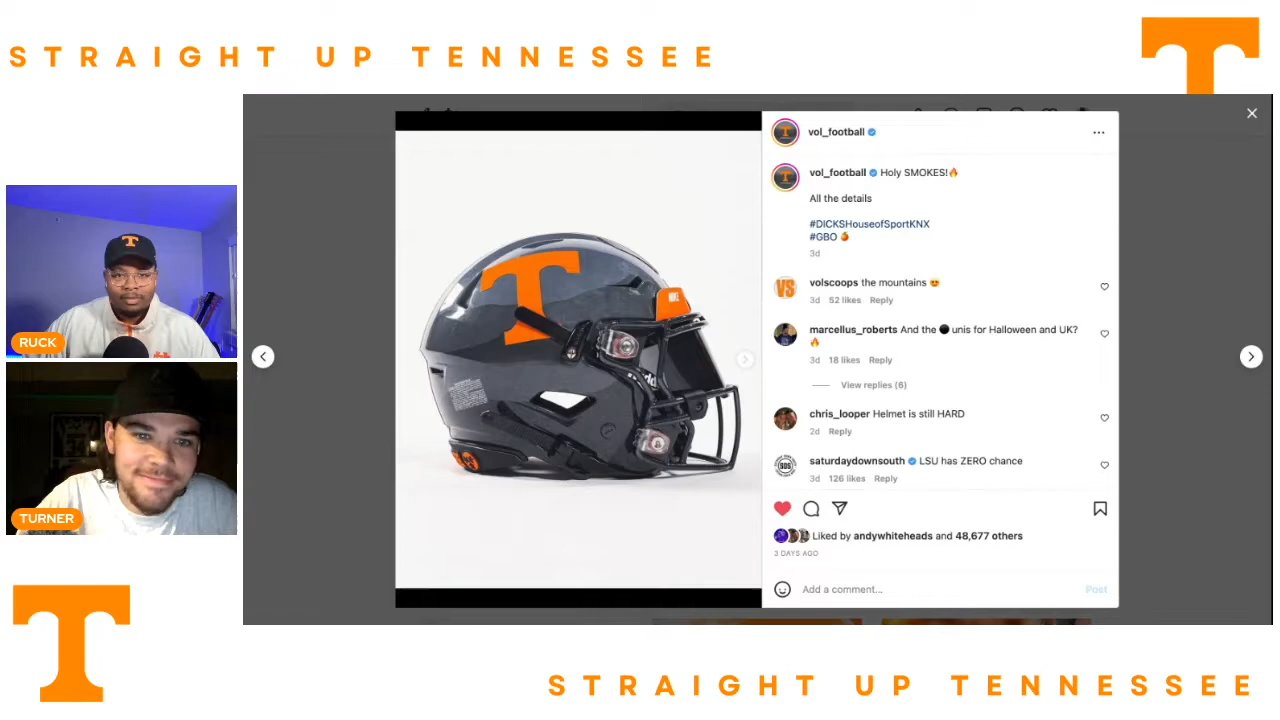 STRAIGHT UP TENNESSEE
T
vol_football
vol_football Holy SMOKES!🔥
All the details
#DICKSHouseofSportKNX
#GBO 🍊
3d
volscoops the mountains 😍
3d 52 likes Reply
marcellus_roberts And the 🌑 unis for Halloween and UK?
🔥
3d 18 likes Reply
View replies (6)
chris_looper Helmet is still HARD
2d Reply
saturdaydownsouth LSU has ZERO chance
3d 126 likes Reply
Liked by andywhiteheads and 48,677 others
3 DAYS AGO
Add a comment...
Post
T
VS
SDS
RUCK
TURNER
T
STRAIGHT UP TENNESSEE